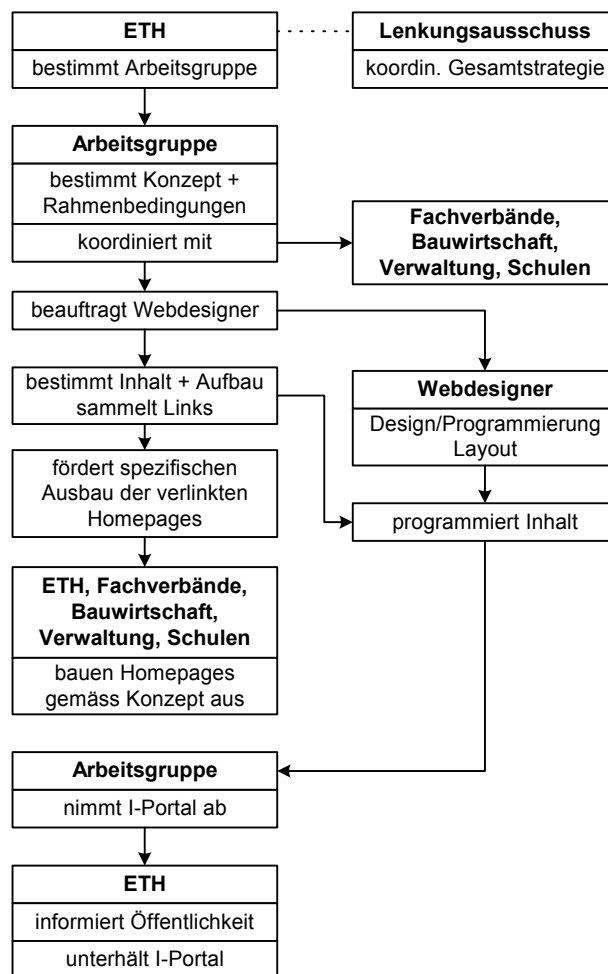 ETH
bestimmt Arbeitsgruppe
Lenkungsausschuss
koordin. Gesamtstrategie
Arbeitsgruppe
bestimmt Konzept +
Rahmenbedingungen
koordiniert mit
Fachverbände,
Bauwirtschaft,
Verwaltung, Schulen
beauftragt Webdesigner
bestimmt Inhalt + Aufbau
sammelt Links
Webdesigner
Design/Programmierung
Layout
fördert spezifischen
Ausbau der verlinkten
Homepages
programmiert Inhalt
ETH, Fachverbände,
Bauwirtschaft,
Verwaltung, Schulen
bauen Homepages
gemäss Konzept aus
Arbeitsgruppe
nimmt I-Portal ab
ETH
informiert Öffentlichkeit
unterhält I-Portal